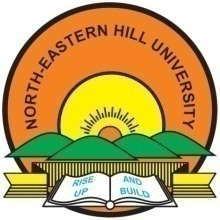 NORTH-EASTERN HILL UNIVERSITY
RISE UP
AND BUILD